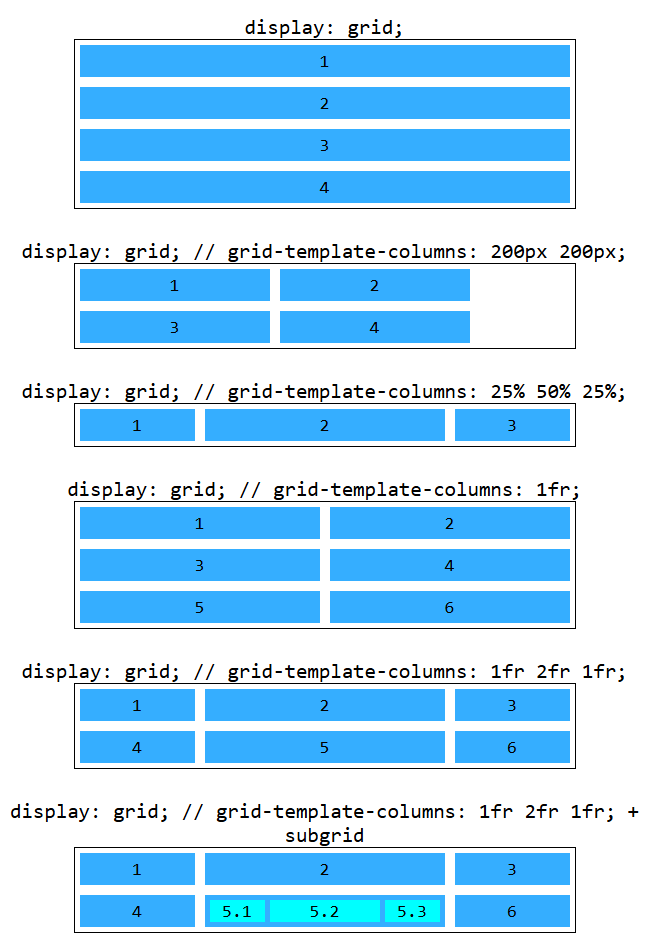 display: grid;
1
2
3
4
display: grid; // grid-template-columns: 200px 200px;
1 2
3 4
display: grid; // grid-template-columns: 25% 50% 25%;
1 2 3
display: grid; // grid-template-columns: 1fr;
1 2
3 4
5 6
display: grid; // grid-template-columns: 1fr 2fr 1fr;
1 2 3
4 5 6
display: grid; // grid-template-columns: 1fr 2fr 1fr; +
subgrid
1 2 3
4 5.1 5.2 5.3 6